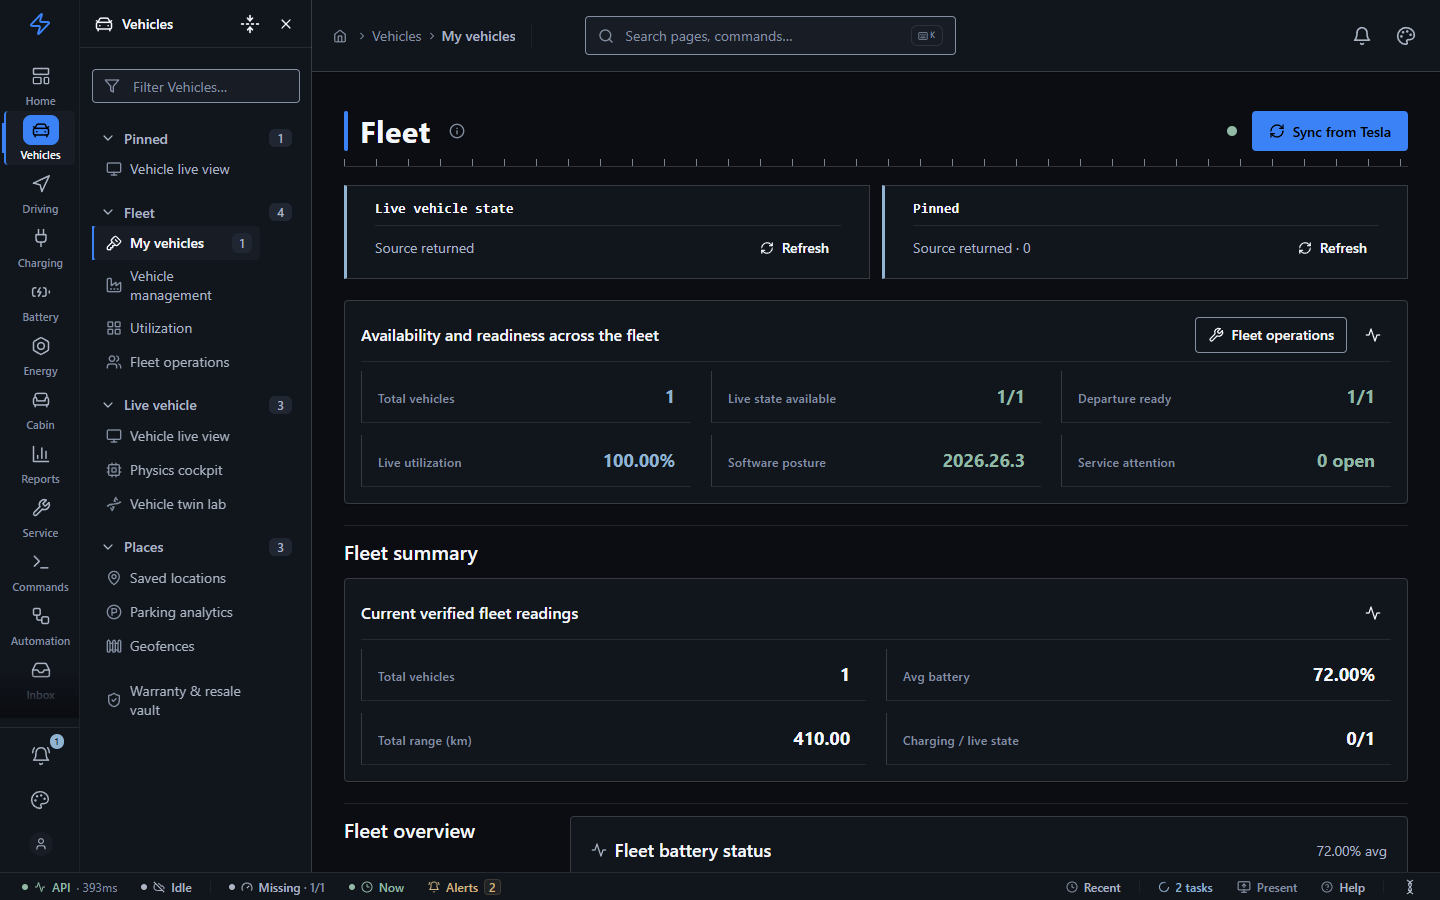 Vehicles
Home
Vehicles
Driving
Charging
Battery
Energy
Cabin
Reports
Service
Commands
Automation
Inbox
1
Filter Vehicles...
Pinned 1
Vehicle live view
Fleet 4
My vehicles 1
Vehicle
management
Utilization
Fleet operations
Live vehicle 3
Vehicle live view
Physics cockpit
Vehicle twin lab
Places 3
Saved locations
Parking analytics
Geofences
Warranty & resale
vault
Vehicles My vehicles
Search pages, commands... K
Fleet
Sync from Tesla
Live vehicle state
Source returned Refresh
Pinned
Source returned · 0 Refresh
Availability and readiness across the fleet Fleet operations
Total vehicles 1
Live state available 1/1
Departure ready 1/1
Live utilization 100.00%
Software posture 2026.26.3
Service attention 0 open
Fleet summary
Current verified fleet readings
Total vehicles 1
Avg battery 72.00%
Total range (km) 410.00
Charging / live state 0/1
Fleet overview
Fleet battery status 72.00% avg
API · 393ms Idle Missing · 1/1 Now Alerts 2 Recent 2 tasks Present Help